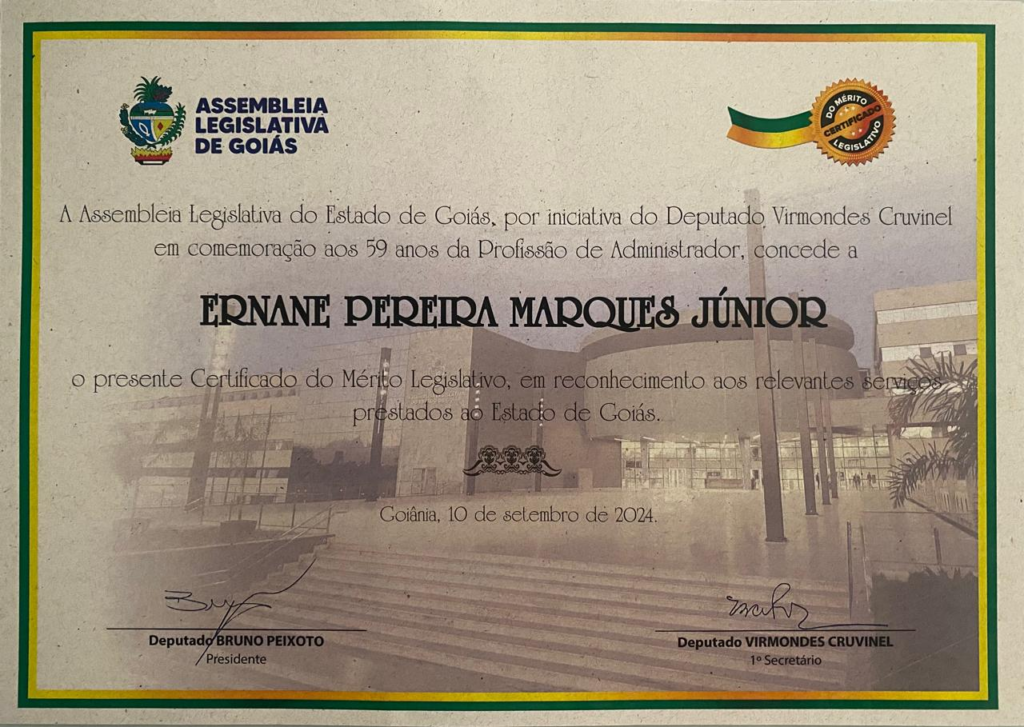 ASSEMBLEIA
LEGISLATIVA
DE GOIÁS
DO MÉRITO
CERTIFICADO
LEGISLATIVO
A Assembleia Legislativa do Estado de Goiás, por iniciativa do Deputado Virmondes Cruvinel
em comemoração aos 59 anos da Profissão de Administrador, concede a
ERNANE PEREIRA MARQUES JÚNIOR
o presente Certificado do Mérito Legislativo, em reconhecimento aos relevantes serviços
prestados ao Estado de Goiás.
Goiânia, 10 de setembro de 2024.
Deputado BRUNO PEIXOTO
Presidente
Deputado VIRMONDES CRUVINEL
1º Secretário